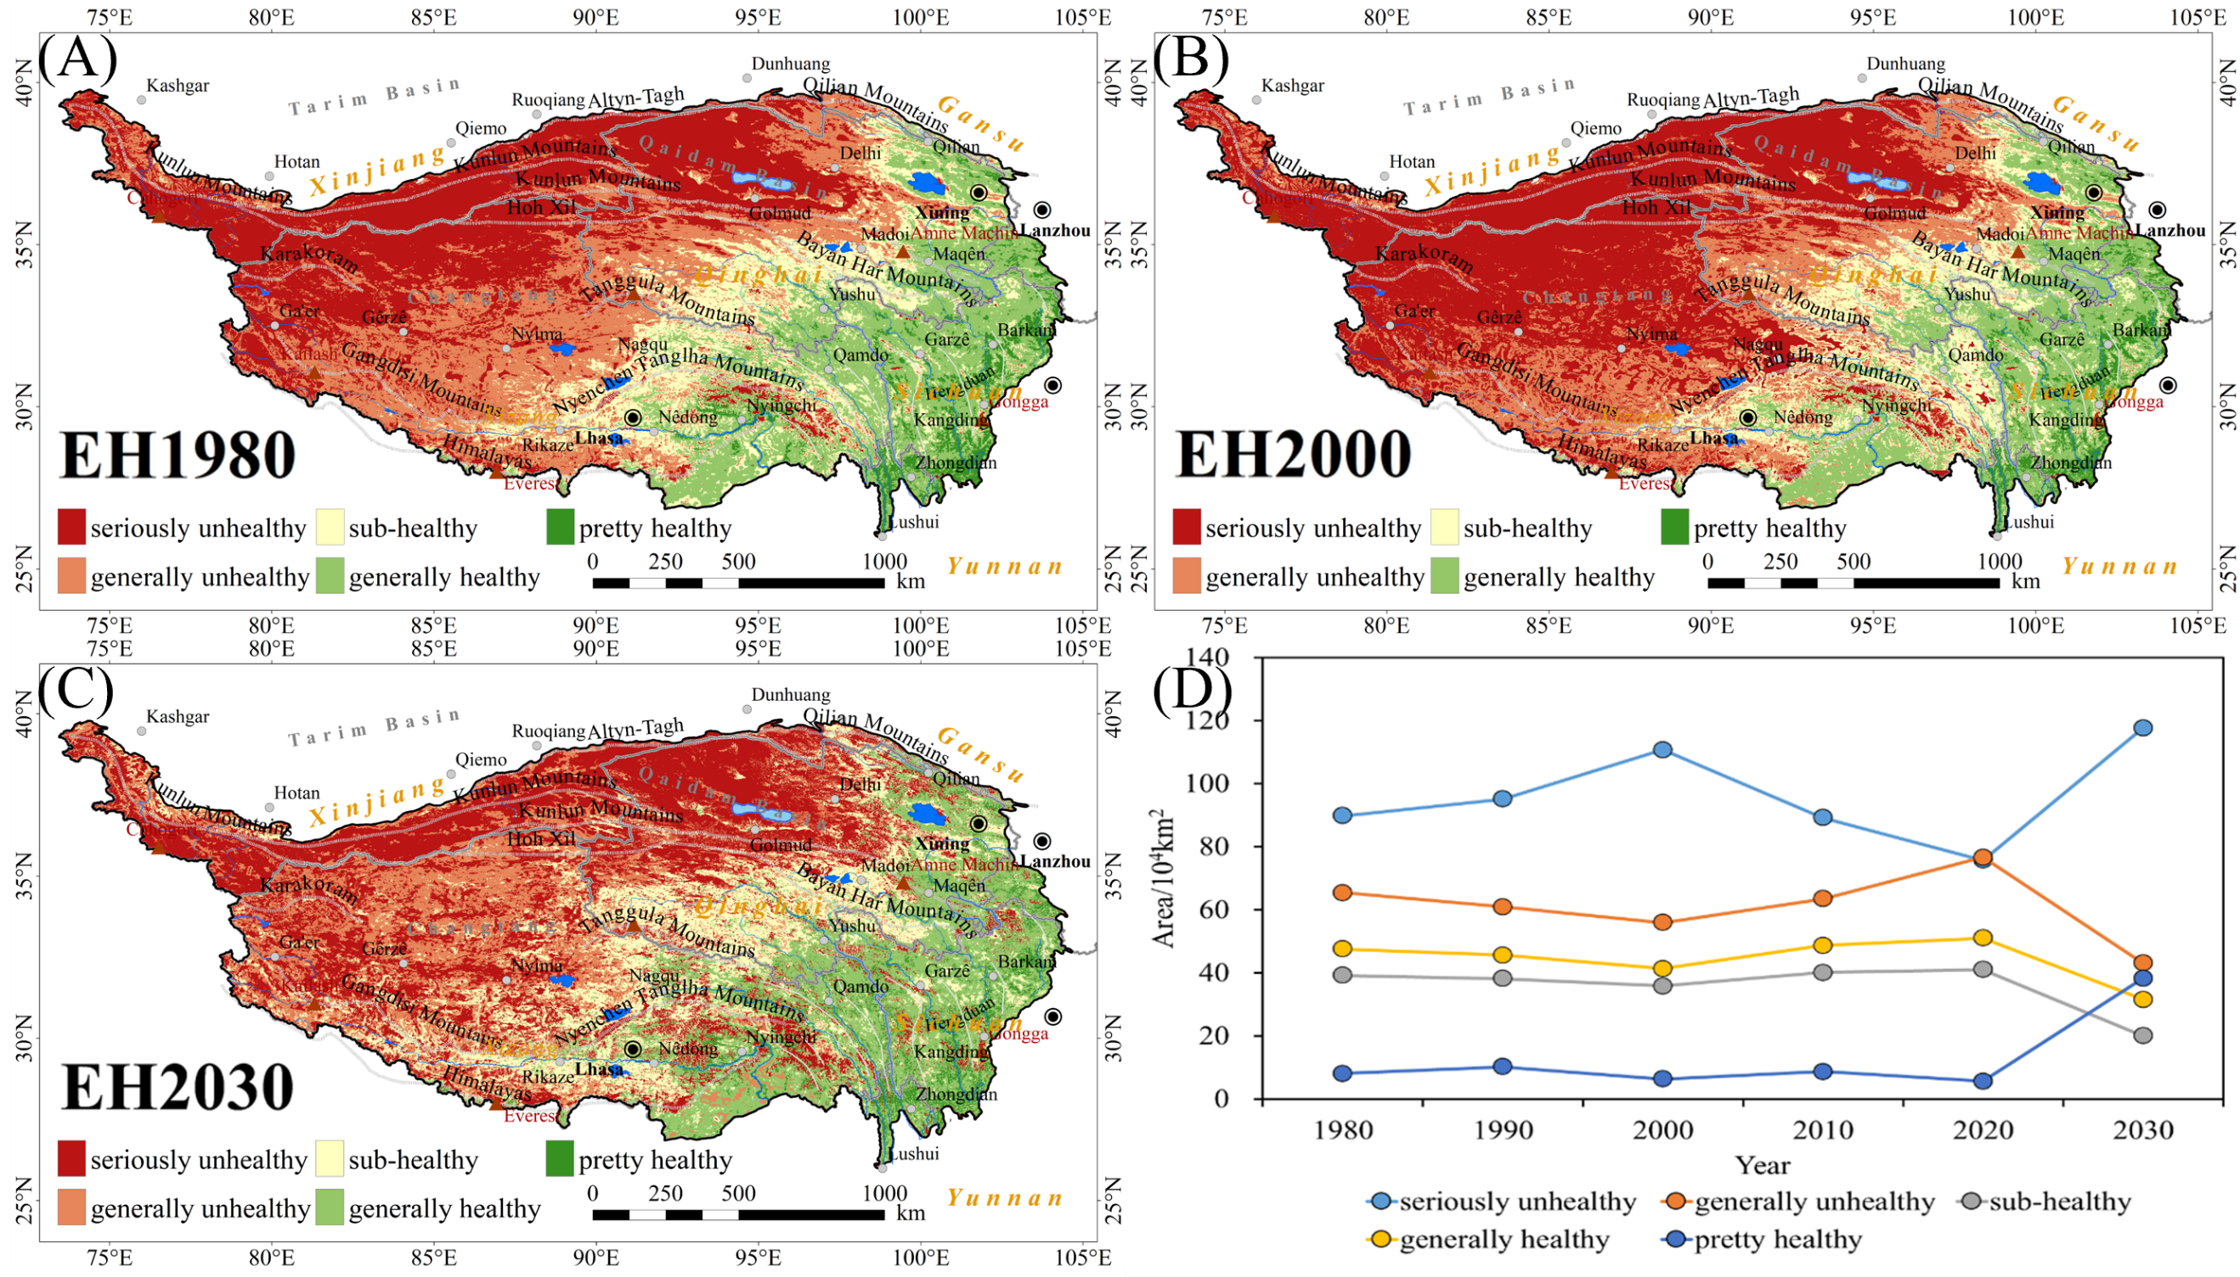 75°E 80°E 85°E 90°E 95°E 100°E 105°E
(A)
40°N
35°N
30°N
25°N
Kashgar
Tarim Basin
Dunhuang
Ruoqiang
Altyn-Tagh
Qilian Mountains
Gansu
Qiemo
Xinjiang
Hotan
Kunlun Mountains
Kunlun Mountains
Kunlun Mountains
Qaidam Basin
Delhi
Qilian
Hoh Xil
Golmud
Xining
Lanzhou
Karakoram
Madoi
Amne Machin
Bayan Har Mountains
Maqên
Qinghai
Changtang
Tanggula Mountains
Yushu
Ga'er
Gêrzê
Nyima
Nagqu
Garzê
Barkam
Kailash
Gangdisi Mountains
Nyenchen Tanglha Mountains
Qamdo
Hengduan
Gongga
Nyingchi
Nêdong
Kangding
Lhasa
Rikaze
Himalayas
Everest
Zhongdian
Lushui
Yunnan
EH1980
seriously unhealthy
sub-healthy
pretty healthy
generally unhealthy
generally healthy
0 250 500 1000
km
40°N
35°N
30°N
25°N
75°E 80°E 85°E 90°E 95°E 100°E 105°E
75°E 80°E 85°E 90°E 95°E 100°E 105°E
(B)
40°N
35°N
30°N
25°N
Kashgar
Tarim Basin
Dunhuang
Ruoqiang
Altyn-Tagh
Qilian Mountains
Gansu
Qiemo
Xinjiang
Hotan
Kunlun Mountains
Kunlun Mountains
Kunlun Mountains
Qaidam Basin
Delhi
Qilian
Hoh Xil
Golmud
Xining
Lanzhou
Karakoram
Madoi
Amne Machin
Bayan Har Mountains
Maqên
Qinghai
Changtang
Tanggula Mountains
Yushu
Ga'er
Gêrzê
Nyima
Nagqu
Garzê
Barkam
Kailash
Gangdisi Mountains
Nyenchen Tanglha Mountains
Qamdo
Hengduan
Gongga
Nyingchi
Nêdong
Kangding
Lhasa
Rikaze
Himalayas
Everest
Zhongdian
Lushui
Yunnan
EH2000
seriously unhealthy
sub-healthy
pretty healthy
generally unhealthy
generally healthy
0 250 500 1000
km
40°N
35°N
30°N
25°N
75°E 80°E 85°E 90°E 95°E 100°E 105°E
75°E 80°E 85°E 90°E 95°E 100°E 105°E
(C)
40°N
35°N
30°N
25°N
Kashgar
Tarim Basin
Dunhuang
Ruoqiang
Altyn-Tagh
Qilian Mountains
Gansu
Qiemo
Xinjiang
Hotan
Kunlun Mountains
Kunlun Mountains
Kunlun Mountains
Qaidam Basin
Delhi
Qilian
Hoh Xil
Golmud
Xining
Lanzhou
Karakoram
Madoi
Amne Machin
Bayan Har Mountains
Maqên
Qinghai
Changtang
Tanggula Mountains
Yushu
Ga'er
Gêrzê
Nyima
Nagqu
Garzê
Barkam
Kailash
Gangdisi Mountains
Nyenchen Tanglha Mountains
Qamdo
Hengduan
Gongga
Nyingchi
Nêdong
Kangding
Lhasa
Rikaze
Himalayas
Everest
Zhongdian
Lushui
Yunnan
EH2030
seriously unhealthy
sub-healthy
pretty healthy
generally unhealthy
generally healthy
0 250 500 1000
km
40°N
35°N
30°N
25°N
75°E 80°E 85°E 90°E 95°E 100°E 105°E
(D)
Area/10⁴km²
140
120
100
80
60
40
20
0
1980 1990 2000 2010 2020 2030
Year
seriously unhealthy
generally unhealthy
sub-healthy
generally healthy
pretty healthy